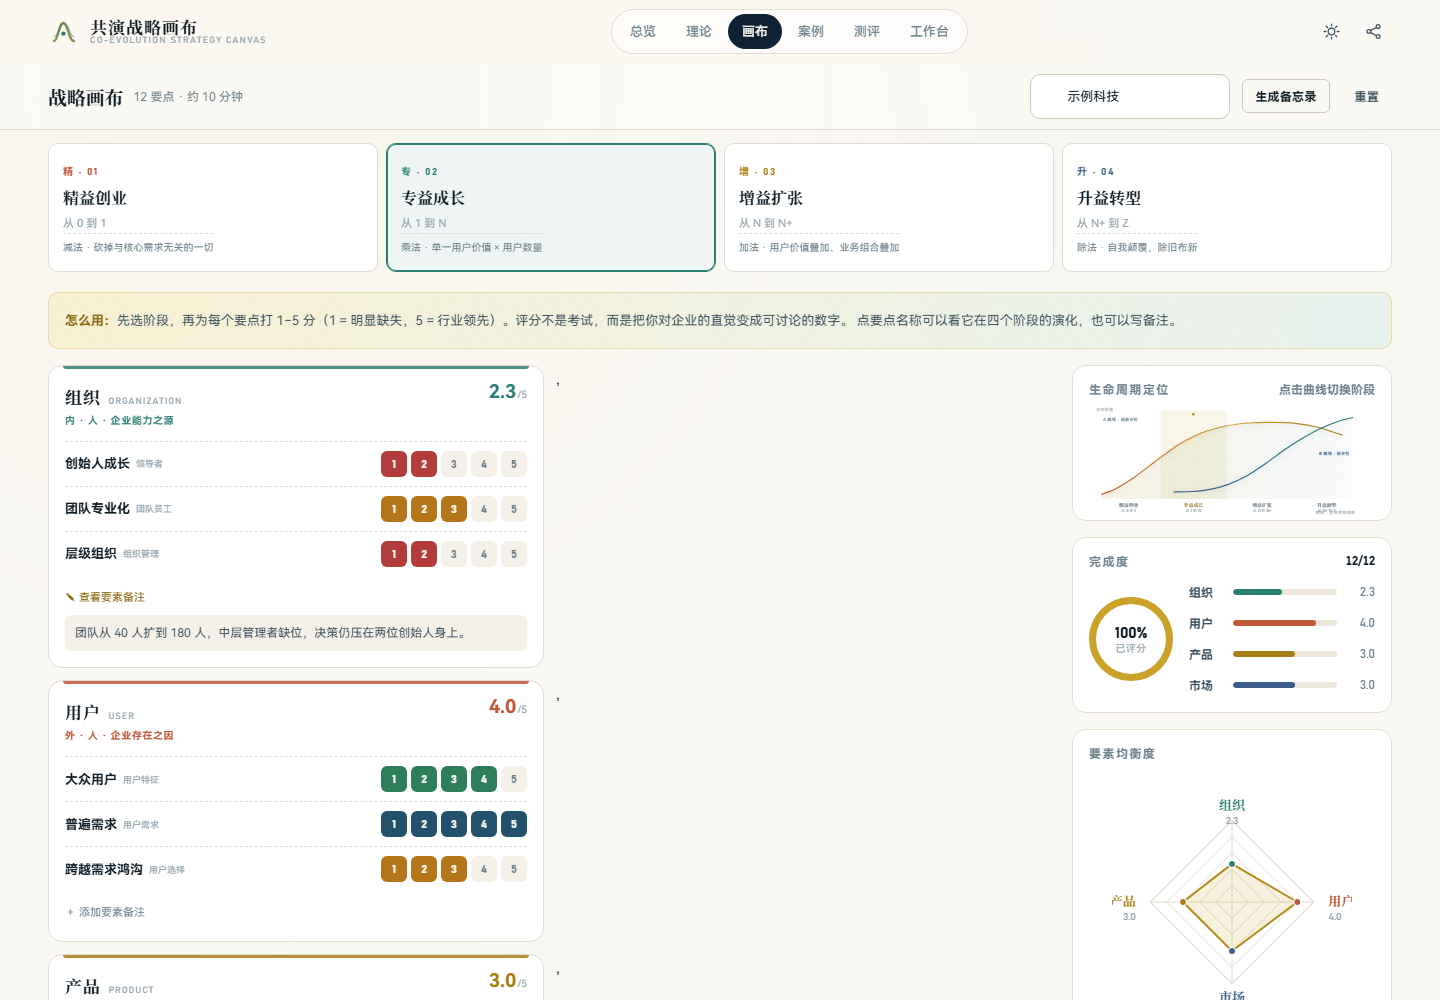 共演战略画布
CO-EVOLUTION STRATEGY CANVAS
总览 理论 画布 案例 测评 工作台
战略画布 12 要点 · 约 10 分钟
示例科技 生成备忘录 重置
精 · 01
精益创业
从 0 到 1
减法 · 砍掉与核心需求无关的一切
专 · 02
专益成长
从 1 到 N
乘法 · 单一用户价值 × 用户数量
增 · 03
增益扩张
从 N 到 N+
加法 · 用户价值叠加、业务组合叠加
升 · 04
升益转型
从 N+ 到 Z
除法 · 自我颠覆，除旧布新
怎么用：先选阶段，再为每个要点打 1–5 分（1 = 明显缺失，5 = 行业领先）。评分不是考试，而是把你对企业的直觉变成可讨论的数字。 点要点名称可以看它在四个阶段的演化，也可以写备注。
组织 ORGANIZATION 2.3/5
内 · 人 · 企业能力之源
创始人成长 领导者 1 2 3 4 5
团队专业化 团队员工 1 2 3 4 5
层级组织 组织管理 1 2 3 4 5
查看要素备注
团队从 40 人扩到 180 人，中层管理者缺位，决策仍压在两位创始人身上。
,
用户 USER 4.0/5
外 · 人 · 企业存在之因
大众用户 用户特征 1 2 3 4 5
普遍需求 用户需求 1 2 3 4 5
跨越需求鸿沟 用户选择 1 2 3 4 5
+ 添加要素备注
,
产品 PRODUCT 3.0/5
,
生命周期定位 点击曲线切换阶段
精益创业 专益成长 增益扩张 升益转型
完成度 12/12
100%
已评分
组织 2.3
用户 4.0
产品 3.0
市场 3.0
要素均衡度
组织
2.3
产品
3.0
用户
4.0
市场